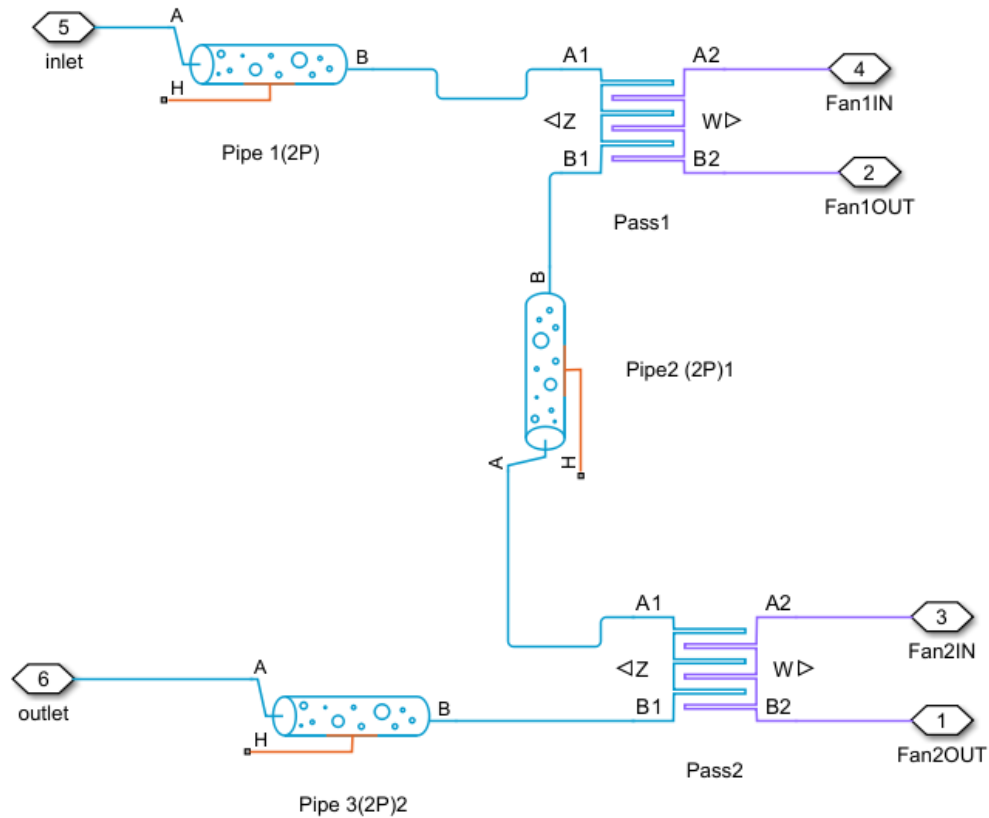 5
inlet
A
B
H
Pipe 1(2P)
A1
A2
Z
W
B1
B2
4
Fan1IN
2
Fan1OUT
Pass1
B
Pipe2 (2P)1
A
H
A1
A2
Z
W
B1
B2
3
Fan2IN
1
Fan2OUT
Pass2
6
outlet
A
B
H
Pipe 3(2P)2